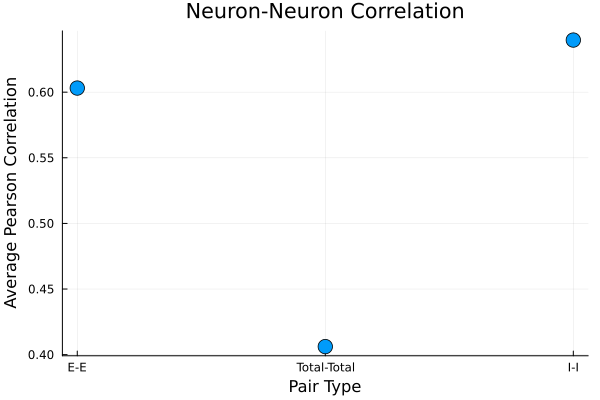 Neuron-Neuron Correlation
Average Pearson Correlation
0.60
0.55
0.50
0.45
0.40
E-E
Total-Total
I-I
Pair Type